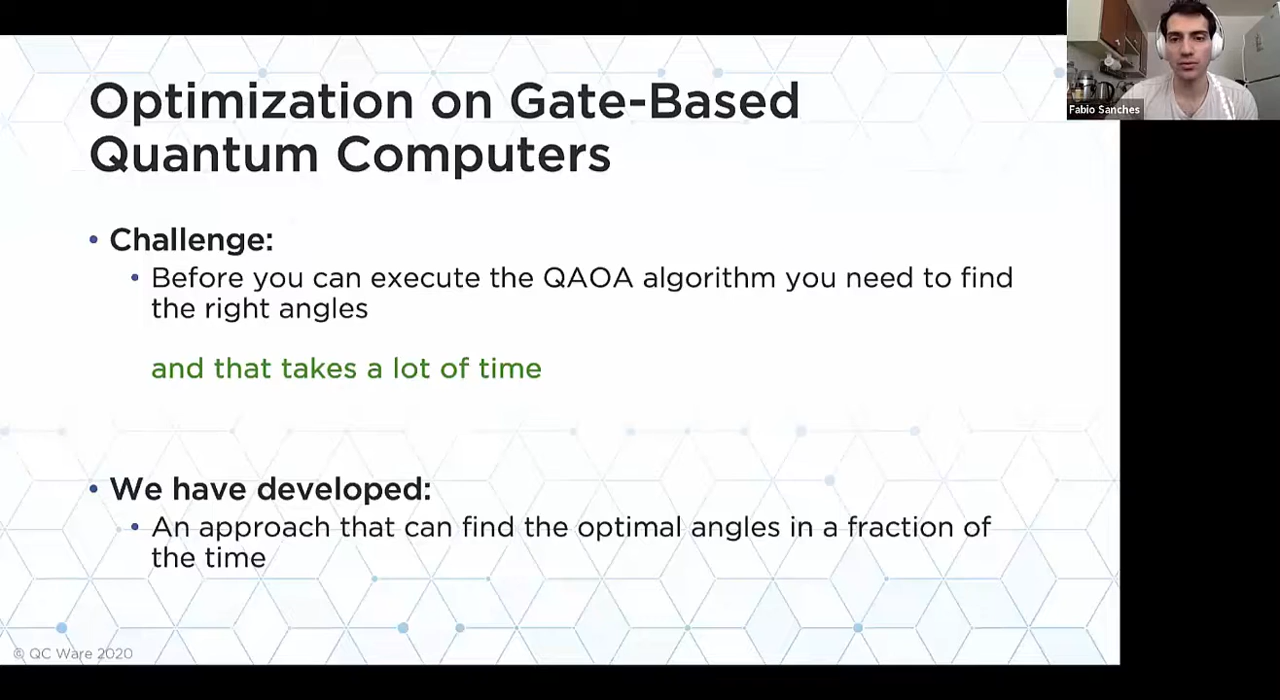 Optimization on Gate-Based
Quantum Computers
• Challenge:
• Before you can execute the QAOA algorithm you need to find
the right angles
and that takes a lot of time
• We have developed:
• An approach that can find the optimal angles in a fraction of
the time
© QC Ware 2020
Fabio Sanches